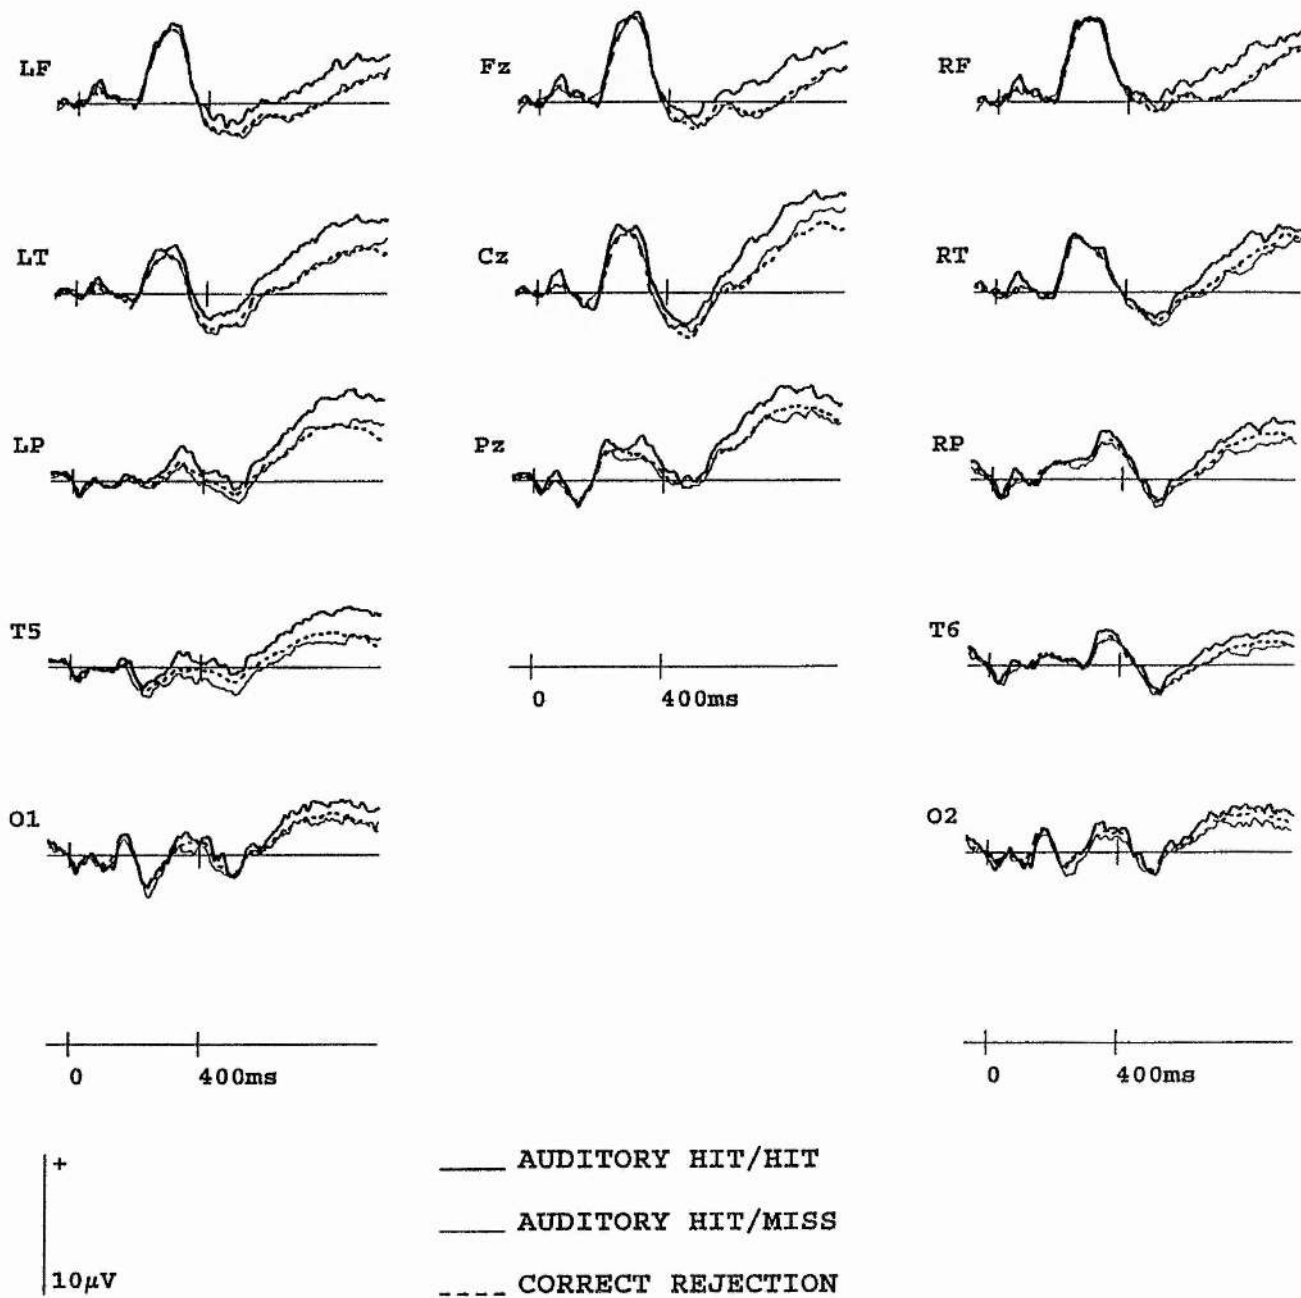 LF Fz RF
LT Cz RT
LP Pz RP
T5 T6
0 400ms
O1 O2
0 400ms 0 400ms
+ AUDITORY HIT/HIT
AUDITORY HIT/MISS
10µV CORRECT REJECTION